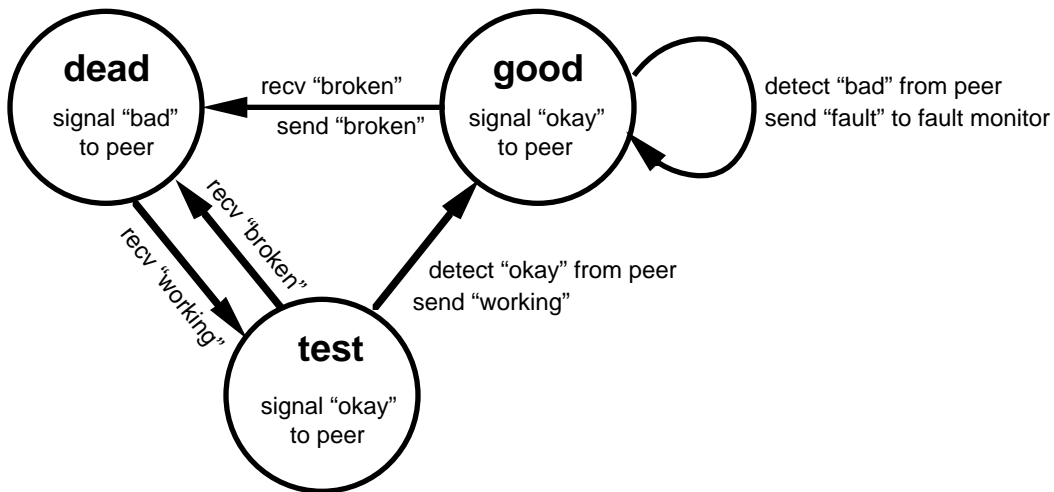 dead
signal “bad”
to peer
recv “broken”
send “broken”
good
signal “okay”
to peer
detect “bad” from peer
send “fault” to fault monitor
recv “working”
recv “broken”
detect “okay” from peer
send “working”
test
signal “okay”
to peer